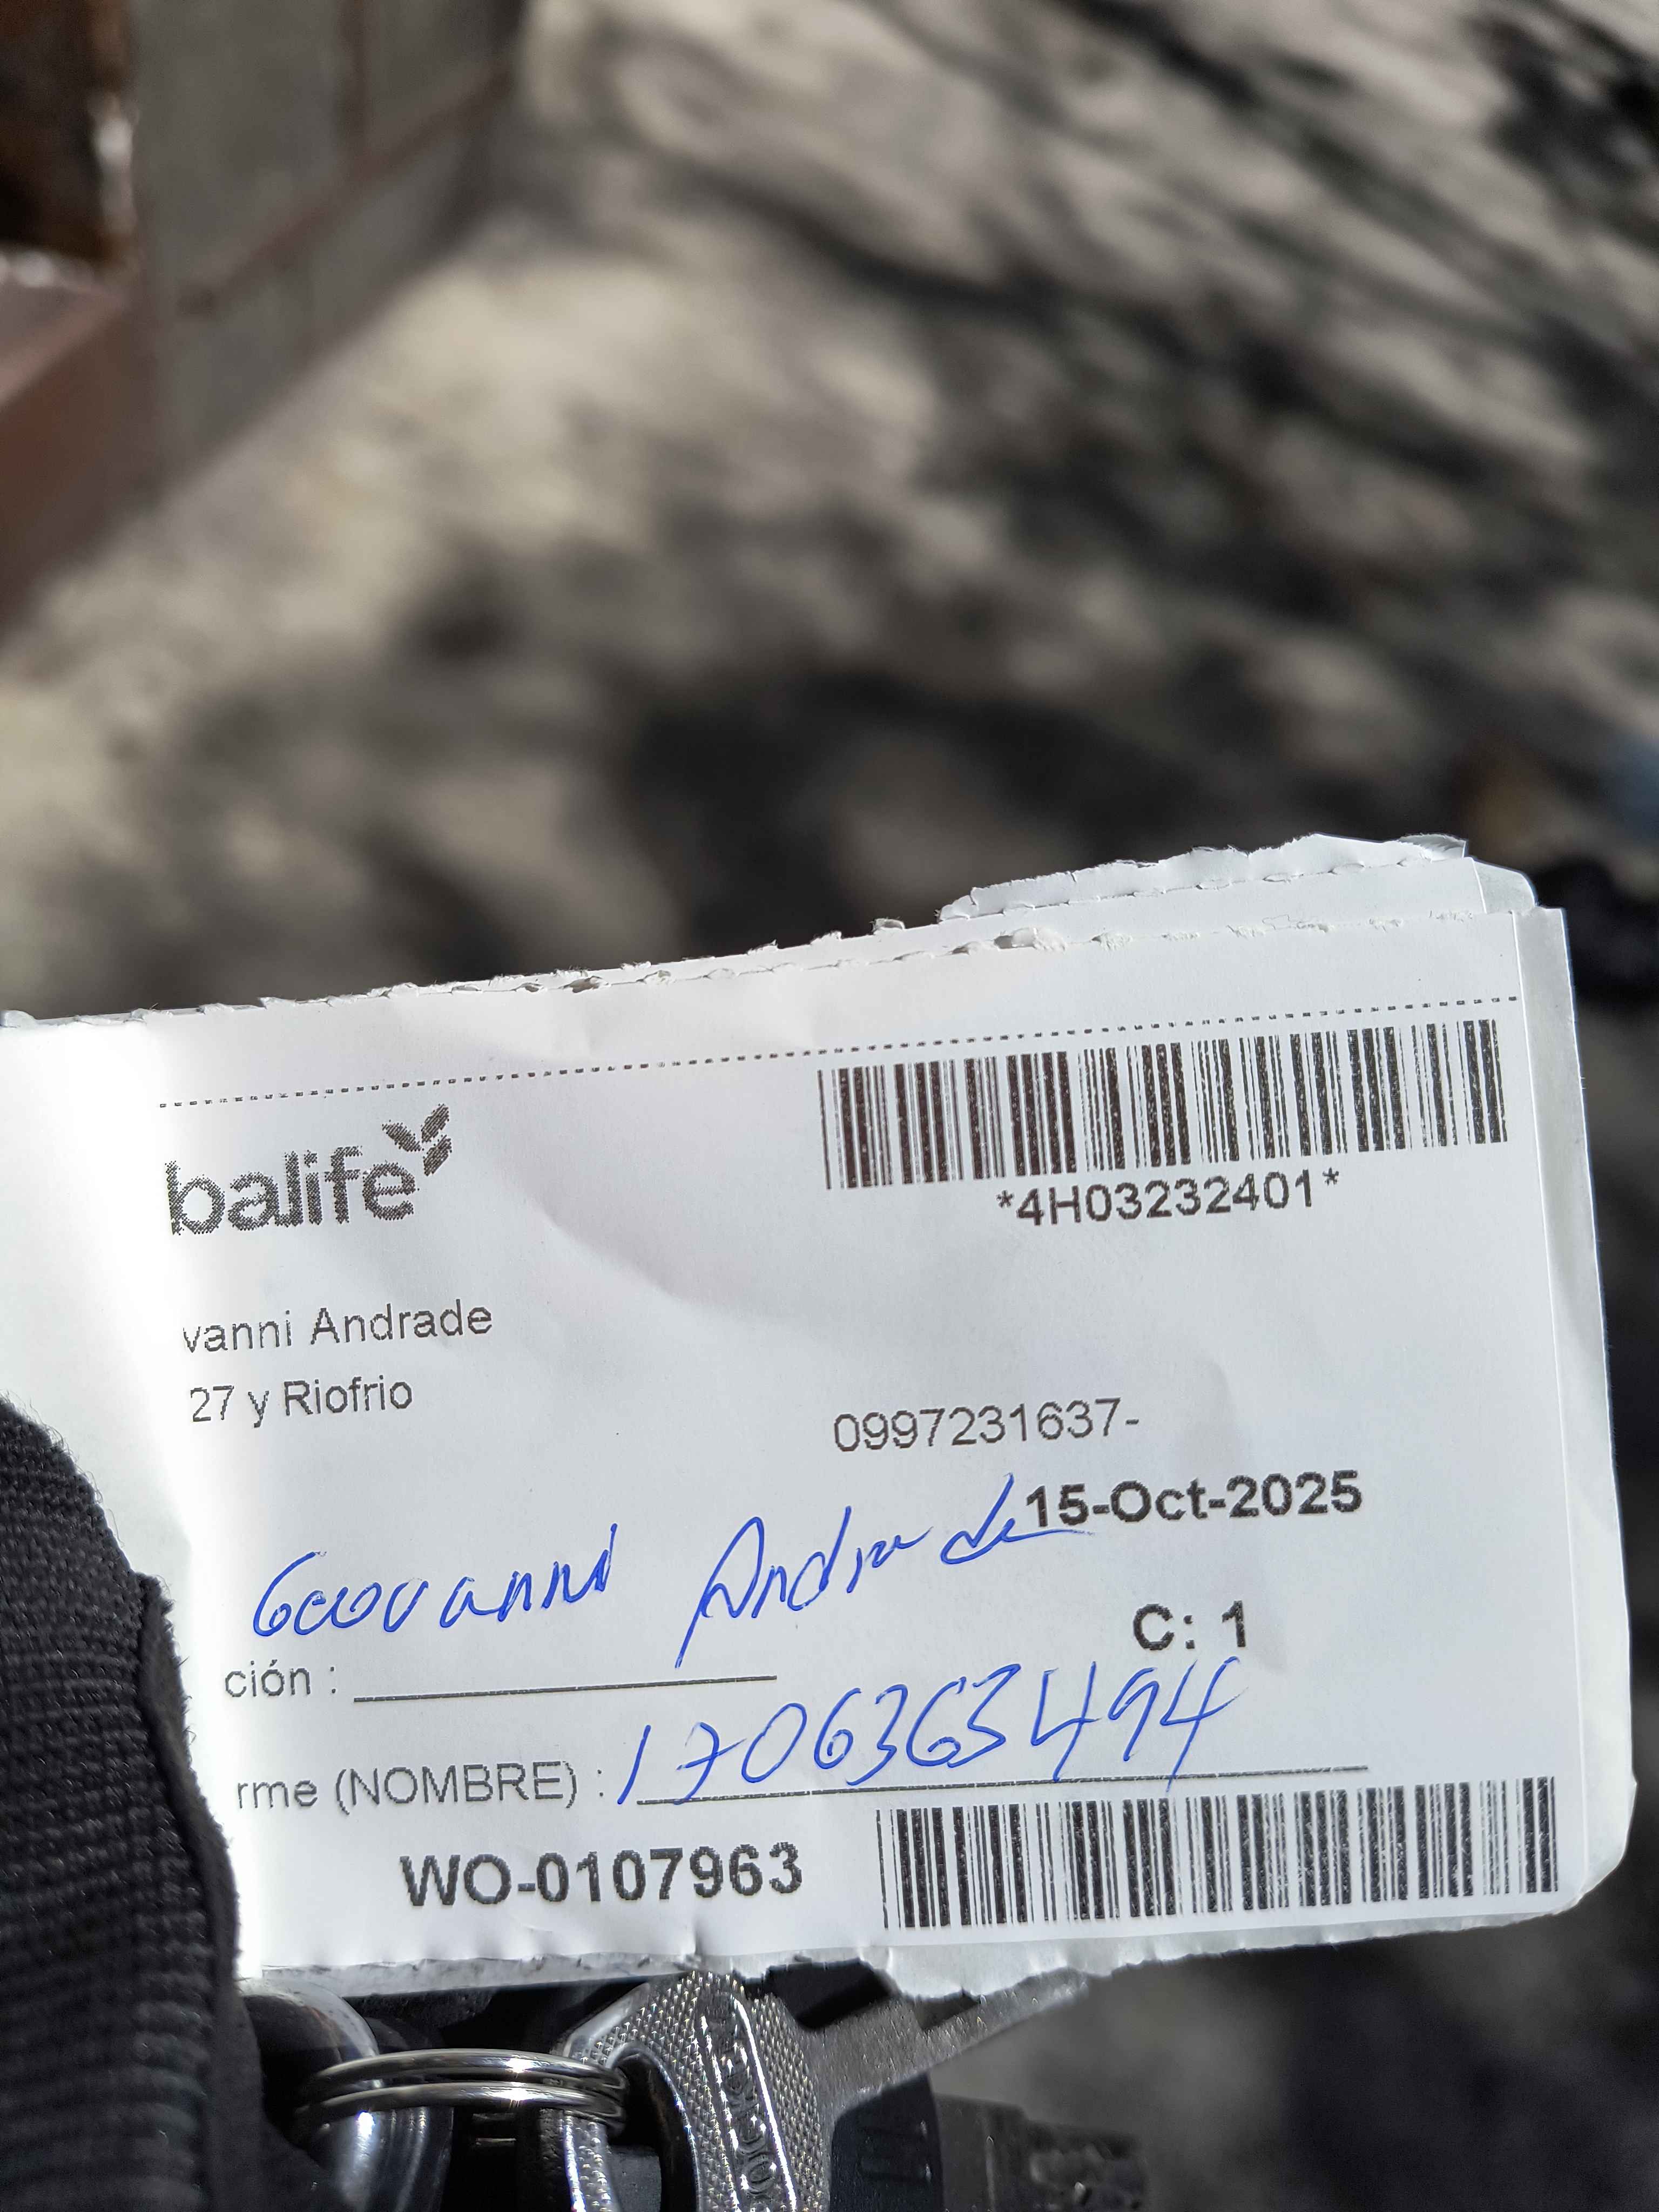 balife
*4H03232401*
vanni Andrade
27 y Riofrio
0997231637-
15-Oct-2025
Geovanni Andrade
C: 1
ción :
rme (NOMBRE) : 1706363494
WO-0107963